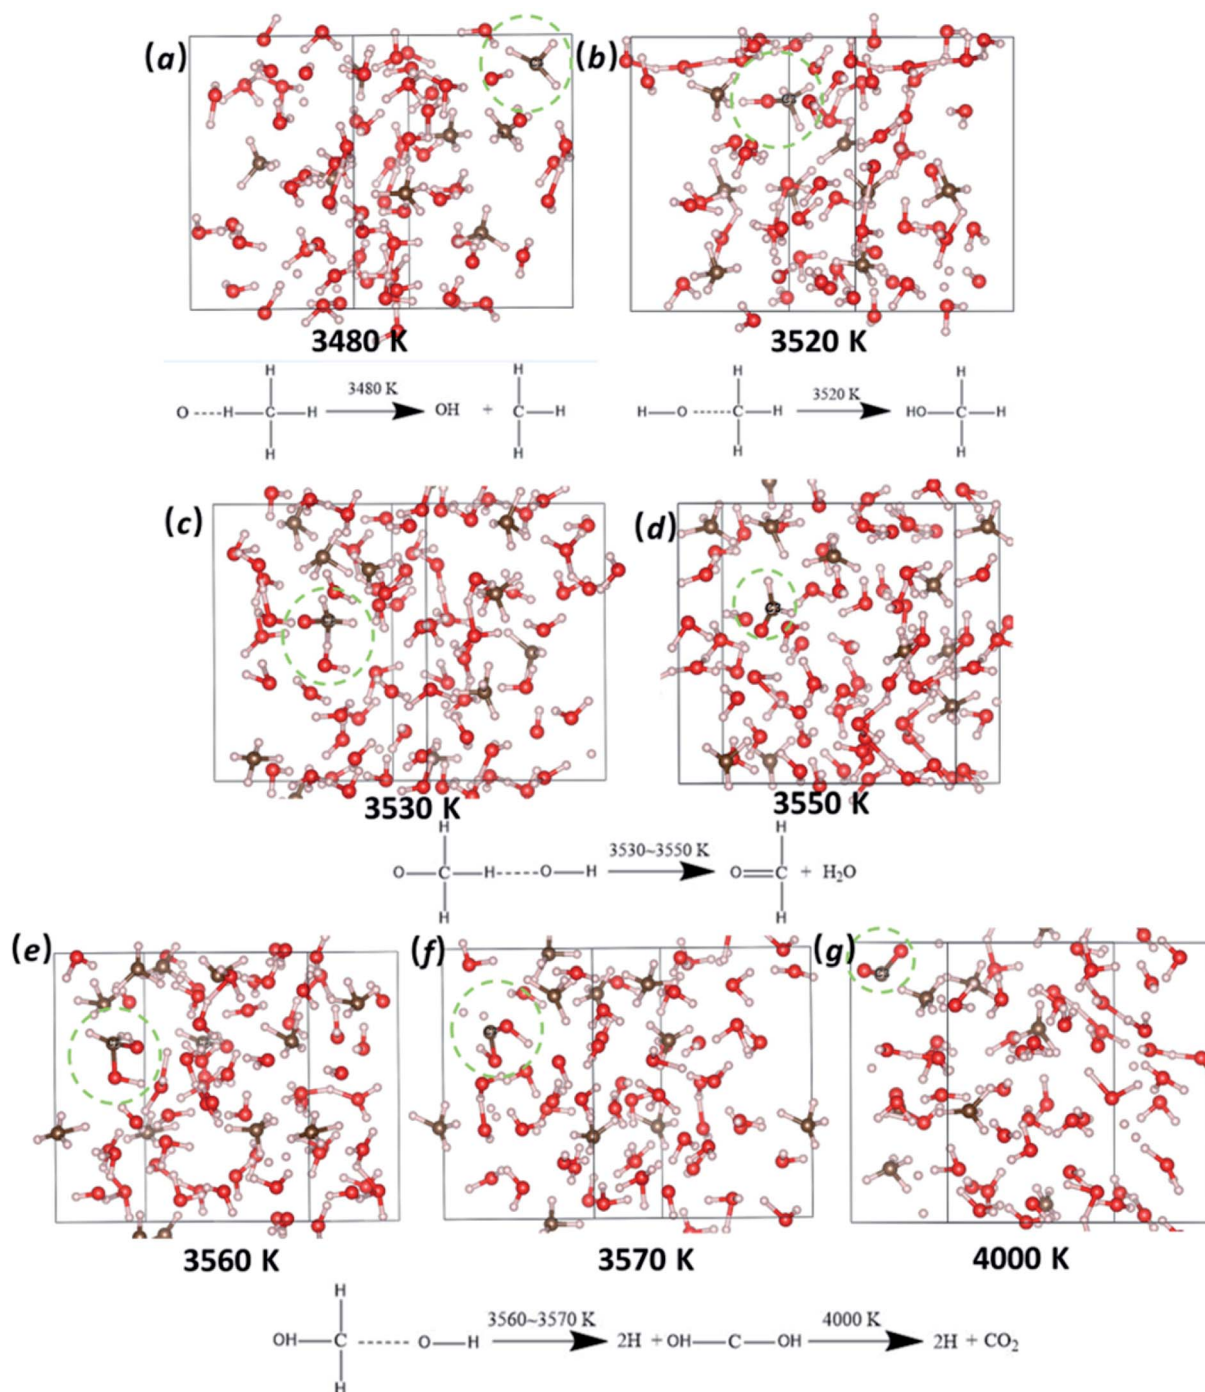 (a)
(b)
3480 K
3520 K
H
H
H
H
O H C H
3480 K
OH + C H
H O C H
3520 K
HO C H
H
H
H
H
(c)
(d)
3530 K
3550 K
H
H
O C H O H
3530~3550 K
O C + H2O
H
H
(e)
(f)
(g)
3560 K
3570 K
4000 K
H
OH C O H
3560~3570 K
2H + OH C OH
4000 K
2H + CO2
H